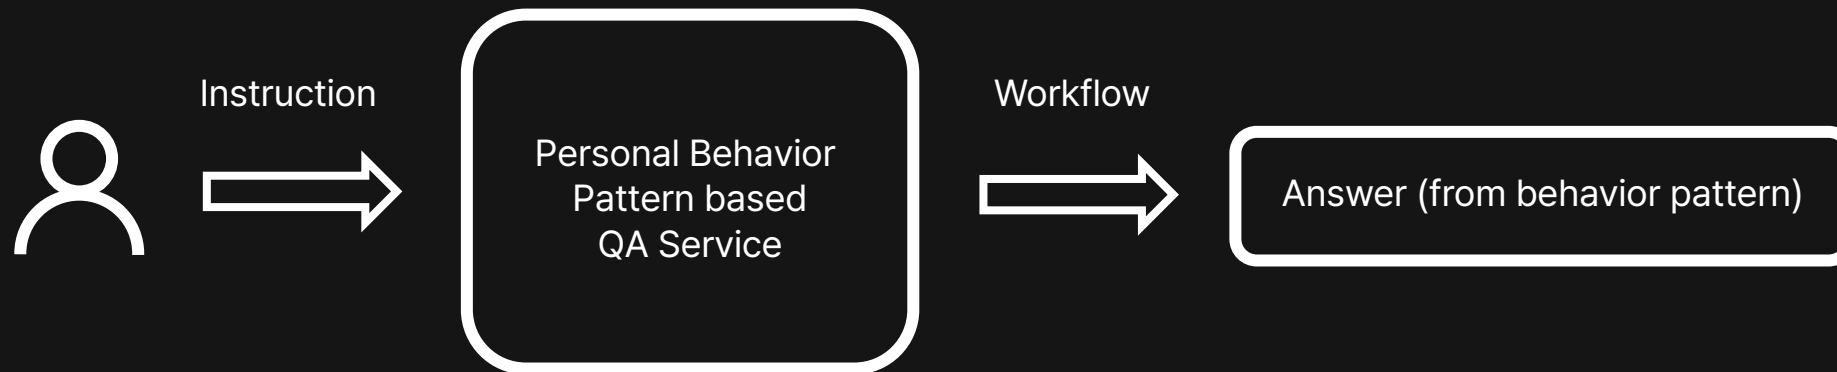 Instruction
Personal Behavior
Pattern based
QA Service
Workflow
Answer (from behavior pattern)